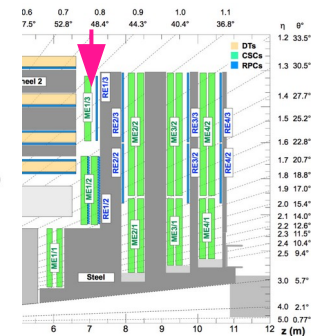 0.6 0.7 0.8 0.9 1.0 1.1 η θ°
7.5° 52.8° 48.4° 44.3° 40.4° 36.8° 1.2 33.5°
DTs
CSCs
RPCs
1.3 30.5°
heel 2
RE1/3
ME1/3
1.4 27.7°
RE2/3
ME2/2
ME3/2
RE3/3
ME4/2
RE4/3
1.5 25.2°
1.6 22.8°
RE2/2
RE3/2
RE4/2
1.7 20.7°
1.8 18.8°
ME1/2
1.9 17.0°
RE1/2
2.0 15.4°
2.1 14.0°
ME2/1
ME3/1
ME4/1
2.2 12.6°
2.3 11.5°
ME1/1
2.4 10.4°
2.5 9.4°
Steel
3.0 5.7°
4.0 2.1°
5.0 0.77°
6 7 8 9 10 11 12 z (m)